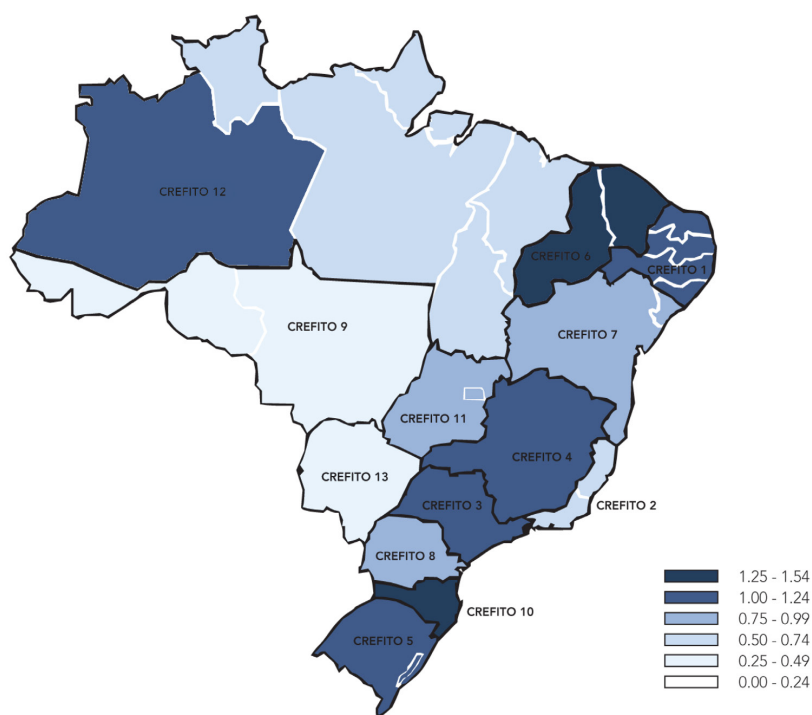 CREFITO 12
CREFITO 6
CREFITO 1
CREFITO 9
CREFITO 7
CREFITO 11
CREFITO 4
CREFITO 13
CREFITO 3
CREFITO 2
CREFITO 8
CREFITO 10
CREFITO 5
1.25 - 1.54
1.00 - 1.24
0.75 - 0.99
0.50 - 0.74
0.25 - 0.49
0.00 - 0.24